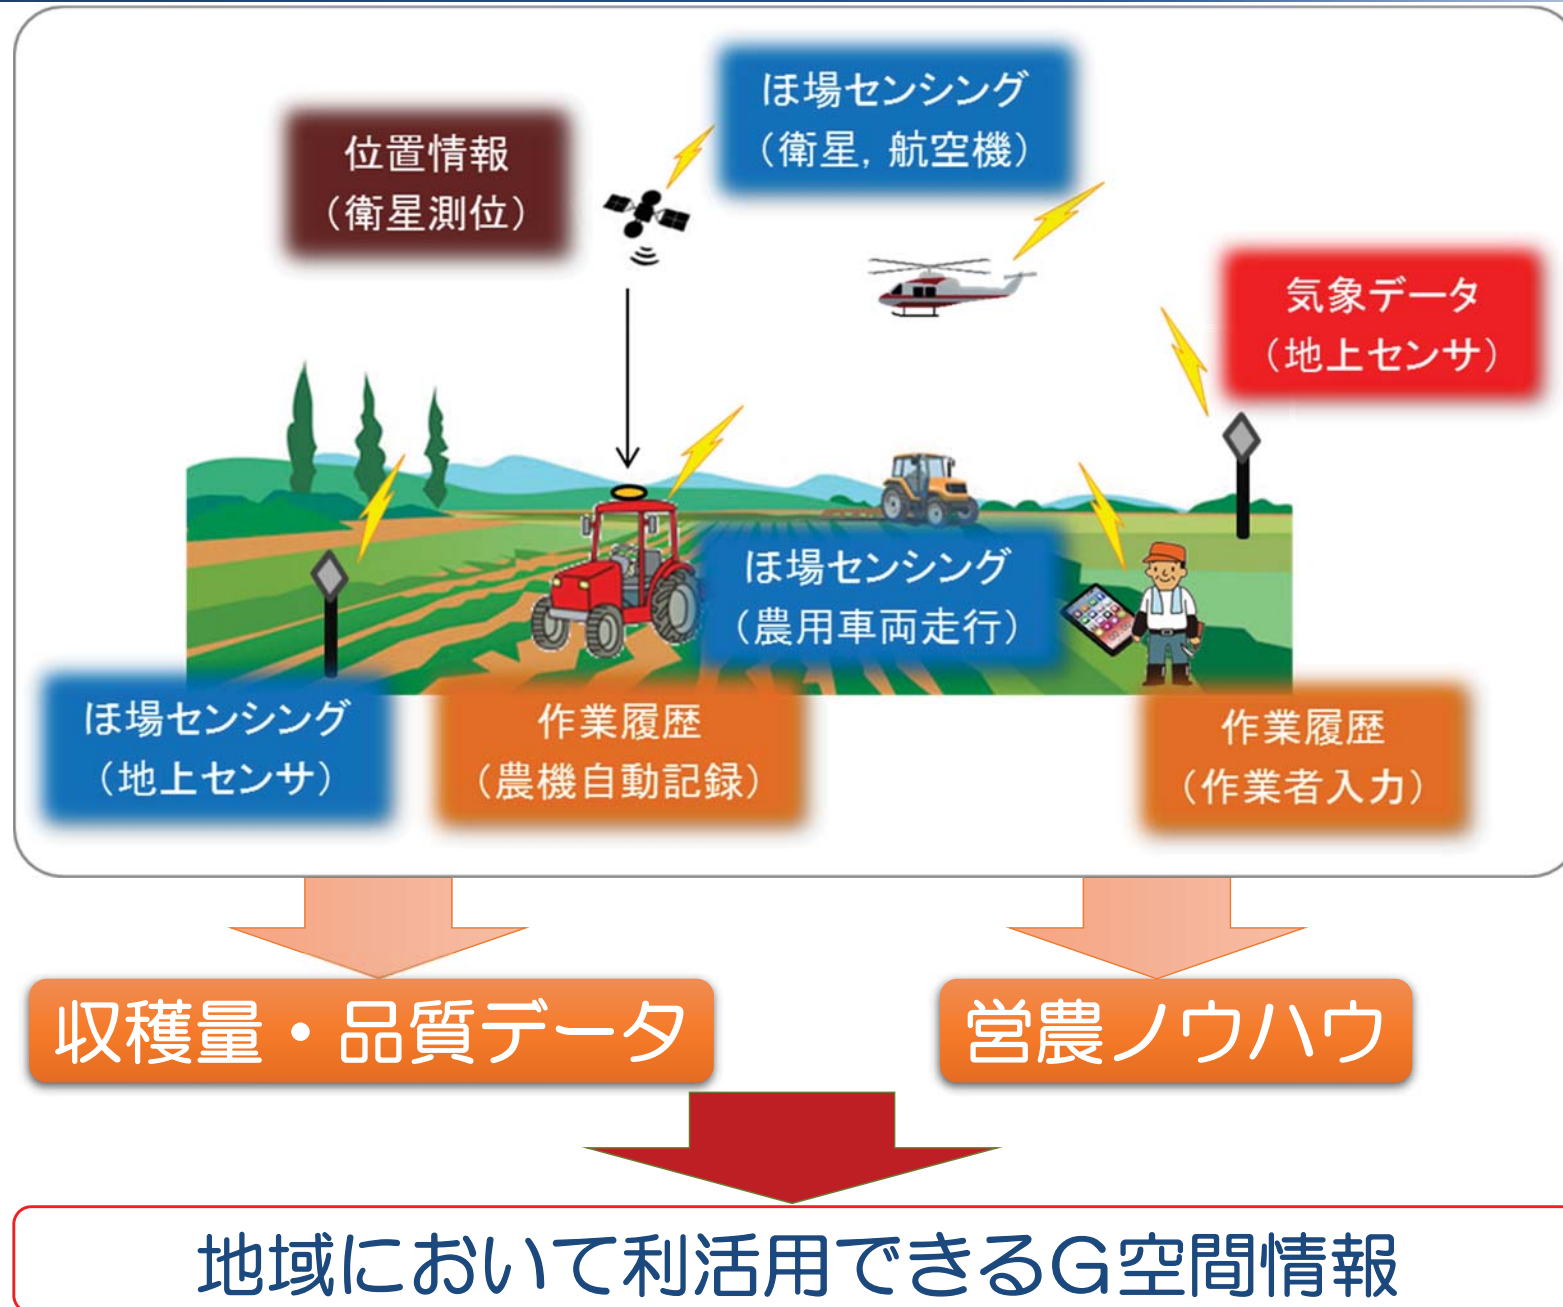 ほ場センシング
（衛星，航空機）
位置情報
（衛星測位）
気象データ
（地上センサ）
ほ場センシング
（農用車両走行）
ほ場センシング
（地上センサ）
作業履歴
（農機自動記録）
作業履歴
（作業者入力）
収穫量・品質データ
営農ノウハウ
地域において利活用できるG空間情報